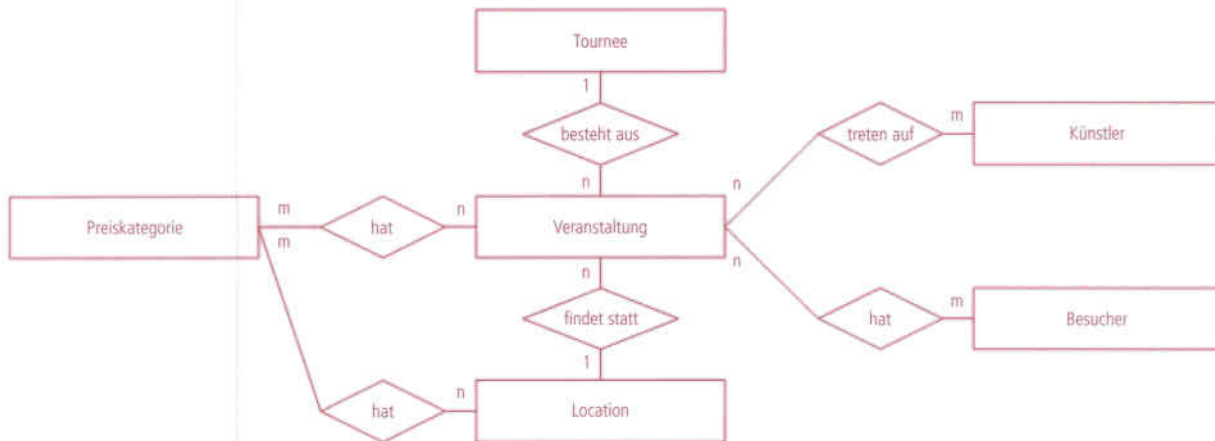 Tournee
1
besteht aus
n
treten auf
m
Künstler
n
Preiskategorie
m
hat
n
Veranstaltung
m
n
n
findet statt
hat
m
Besucher
1
hat
n
Location